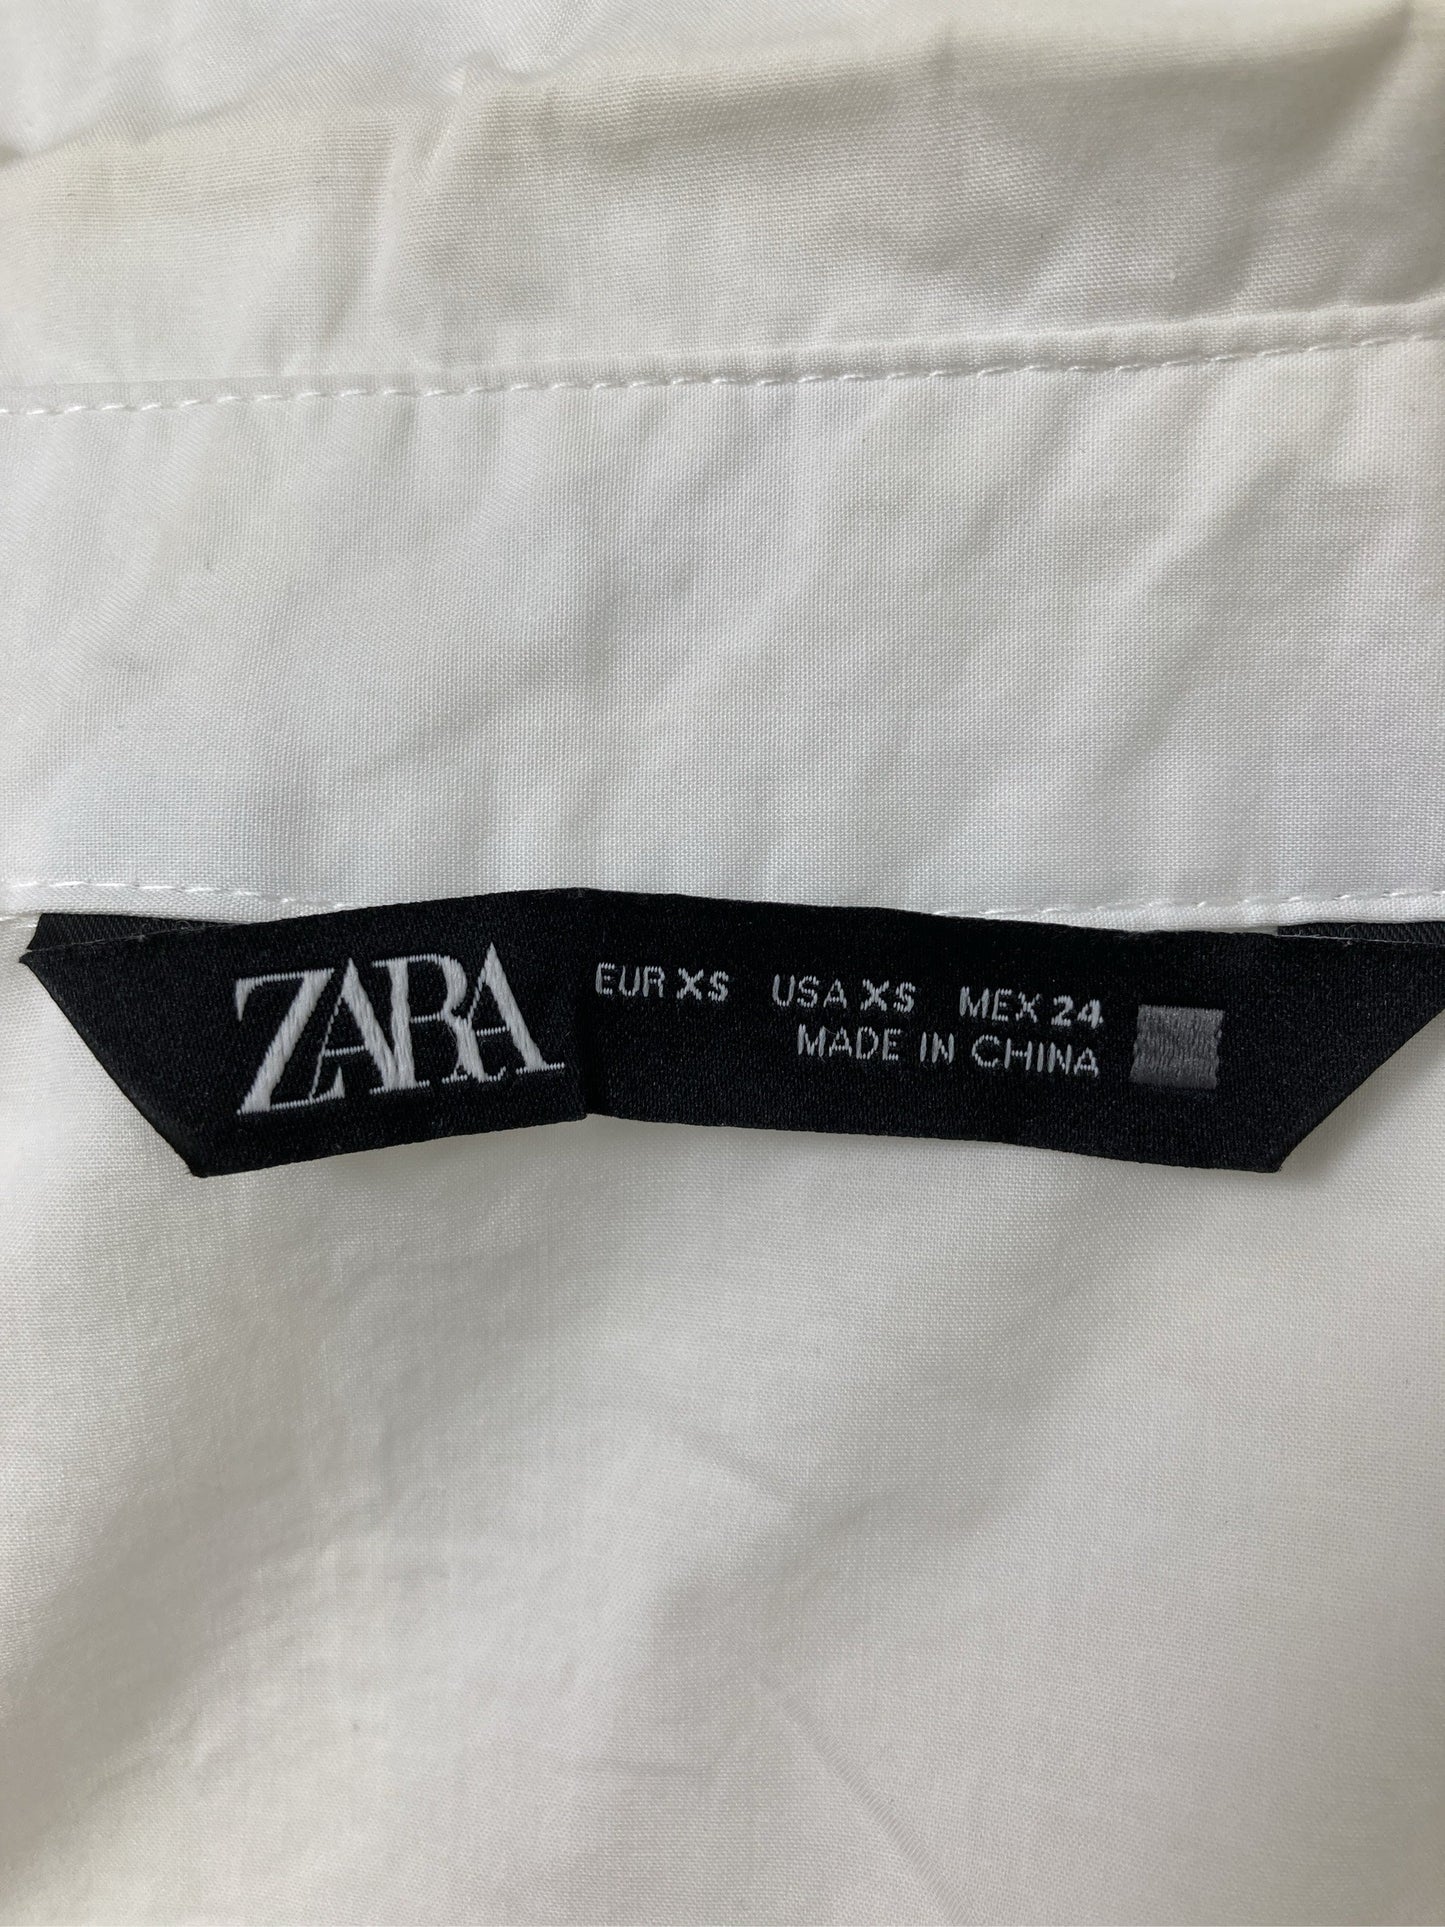 ZARA
EUR XS USA XS MEX 24
MADE IN CHINA